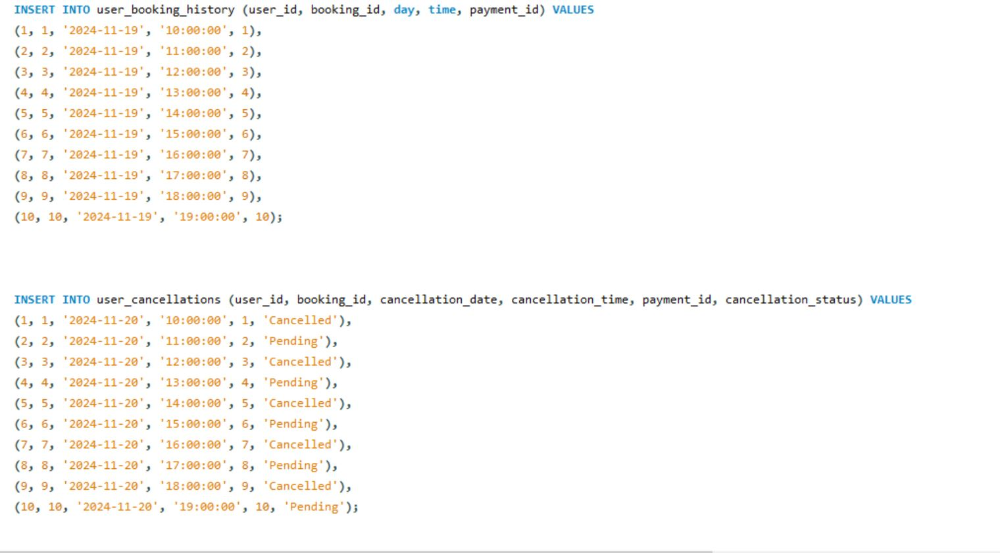 INSERT INTO user_booking_history (user_id, booking_id, day, time, payment_id) VALUES
(1, 1, '2024-11-19', '10:00:00', 1),
(2, 2, '2024-11-19', '11:00:00', 2),
(3, 3, '2024-11-19', '12:00:00', 3),
(4, 4, '2024-11-19', '13:00:00', 4),
(5, 5, '2024-11-19', '14:00:00', 5),
(6, 6, '2024-11-19', '15:00:00', 6),
(7, 7, '2024-11-19', '16:00:00', 7),
(8, 8, '2024-11-19', '17:00:00', 8),
(9, 9, '2024-11-19', '18:00:00', 9),
(10, 10, '2024-11-19', '19:00:00', 10);
INSERT INTO user_cancellations (user_id, booking_id, cancellation_date, cancellation_time, payment_id, cancellation_status) VALUES
(1, 1, '2024-11-20', '10:00:00', 1, 'Cancelled'),
(2, 2, '2024-11-20', '11:00:00', 2, 'Pending'),
(3, 3, '2024-11-20', '12:00:00', 3, 'Cancelled'),
(4, 4, '2024-11-20', '13:00:00', 4, 'Pending'),
(5, 5, '2024-11-20', '14:00:00', 5, 'Cancelled'),
(6, 6, '2024-11-20', '15:00:00', 6, 'Pending'),
(7, 7, '2024-11-20', '16:00:00', 7, 'Cancelled'),
(8, 8, '2024-11-20', '17:00:00', 8, 'Pending'),
(9, 9, '2024-11-20', '18:00:00', 9, 'Cancelled'),
(10, 10, '2024-11-20', '19:00:00', 10, 'Pending');